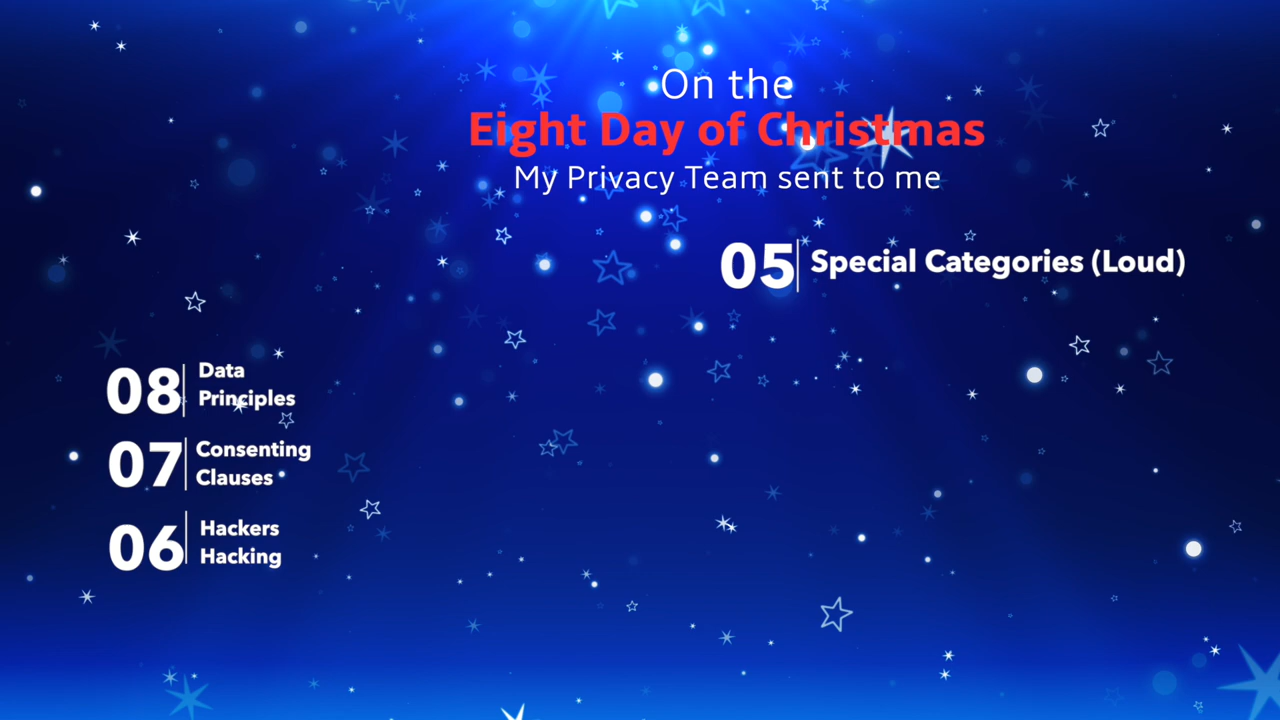 On the
Eight Day of Christmas
My Privacy Team sent to me
05 Special Categories (Loud)
08 Data
Principles
07 Consenting
Clauses
06 Hackers
Hacking